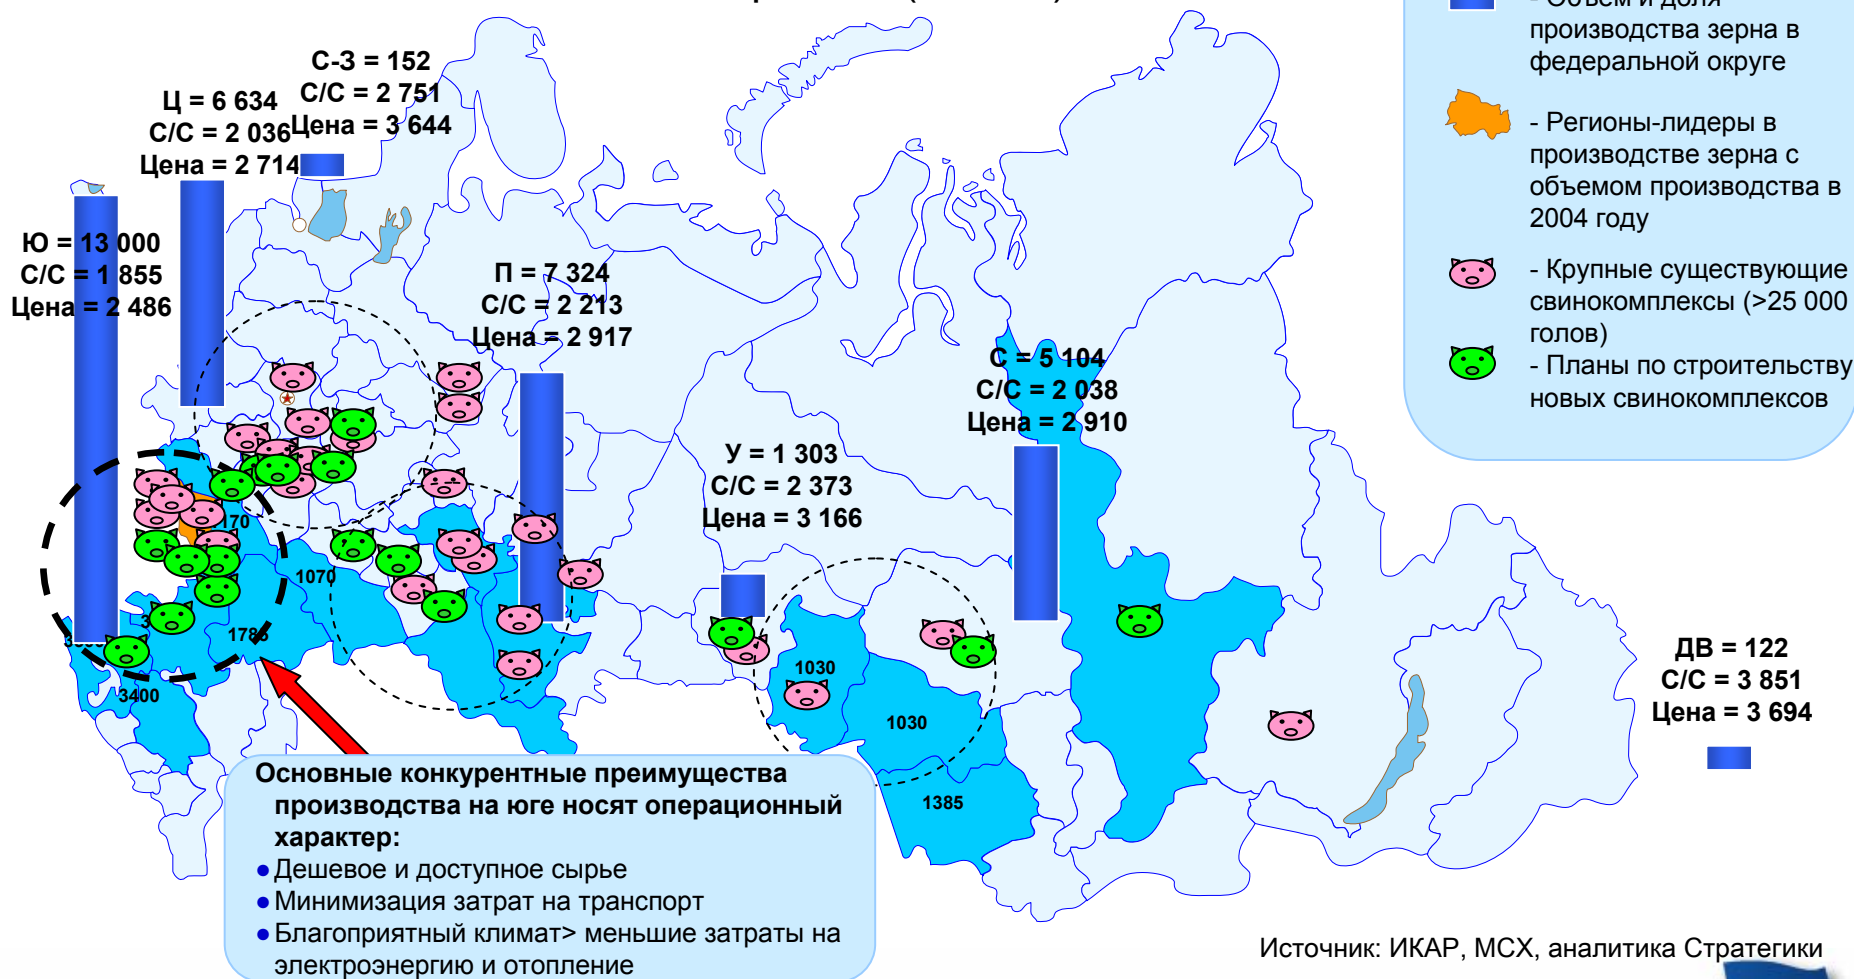 - Объем и доля
производства зерна в
федеральной округе
- Регионы-лидеры в
производстве зерна с
объемом производства в
2004 году
- Крупные существующие
свинокомплексы (>25 000
голов)
- Планы по строительству
новых свинокомплексов
С-З = 152
С/С = 2 751
Цена = 3 644
Ц = 6 634
С/С = 2 036
Цена = 2 714
Ю = 13 000
С/С = 1 855
Цена = 2 486
П = 7 324
С/С = 2 213
Цена = 2 917
С = 5 104
С/С = 2 038
Цена = 2 910
У = 1 303
С/С = 2 373
Цена = 3 166
ДВ = 122
С/С = 3 851
Цена = 3 694
1070
1785
3400
1030
1030
1385
Основные конкурентные преимущества
производства на юге носят операционный
характер:
● Дешевое и доступное сырье
● Минимизация затрат на транспорт
● Благоприятный климат> меньшие затраты на
электроэнергию и отопление
Источник: ИКАР, МСХ, аналитика Стратегики